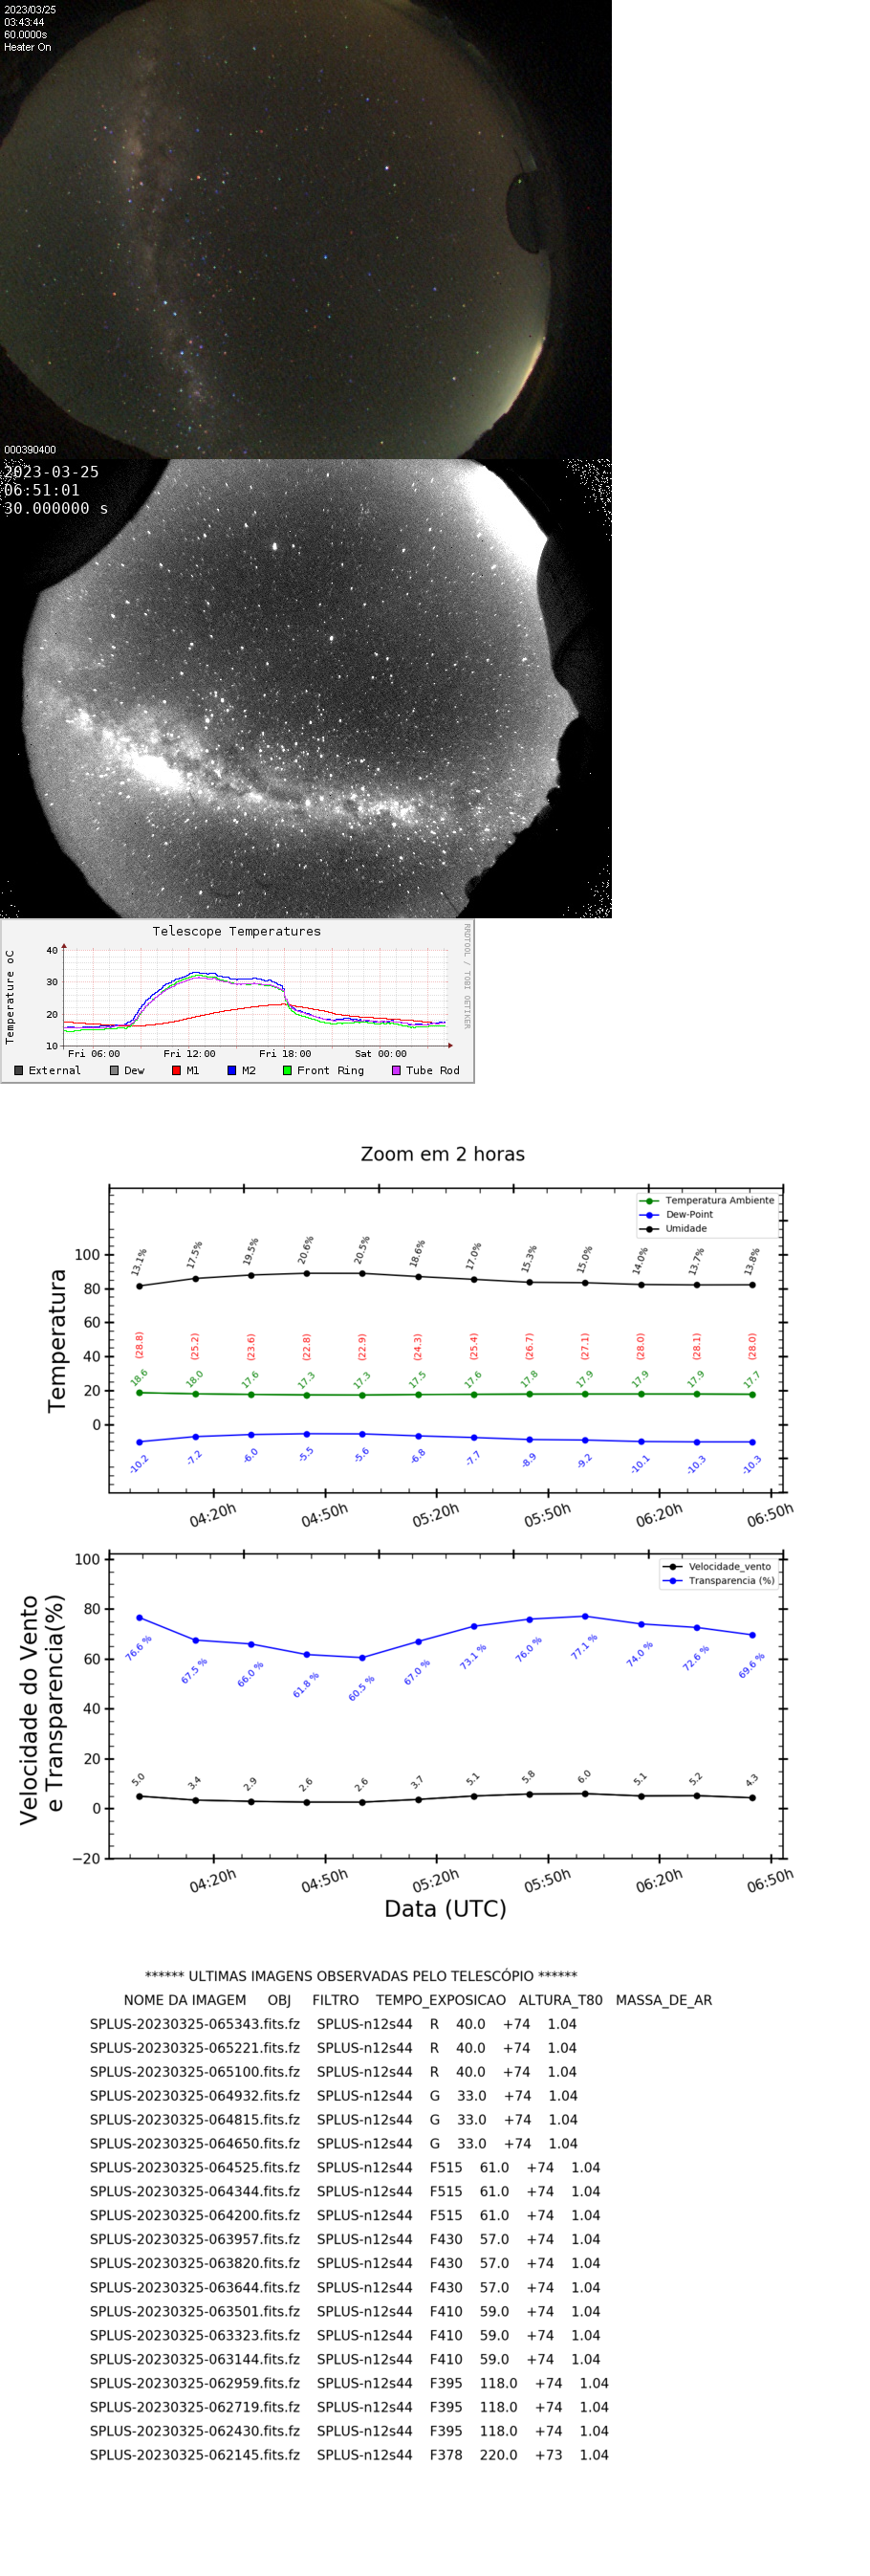 2023/03/25
03:43:44
60.0000s
Heater On
000390400
2023-03-25
06:51:01
30.000000 s
Telescope Temperatures
RRDTOOL / TOBI OETIKER
Temperature oC
40
30
20
10
Fri 06:00 Fri 12:00 Fri 18:00 Sat 00:00
External Dew M1 M2 Front Ring Tube Rod
Zoom em 2 horas
Temperatura Ambiente
Dew-Point
Umidade
Temperatura
100
80
60
40
20
0
13.1% 17.5% 19.5% 20.6% 20.5% 18.6% 17.0% 15.3% 15.0% 14.0% 13.7% 13.8%
(28.8) (25.2) (23.6) (22.8) (22.9) (24.3) (25.4) (26.7) (27.1) (28.0) (28.1) (28.0)
18.6 18.0 17.6 17.3 17.3 17.5 17.6 17.8 17.9 17.9 17.9 17.7
-10.2 -7.2 -6.0 -5.5 -5.6 -6.8 -7.7 -8.9 -9.2 -10.1 -10.3 -10.3
04:20h 04:50h 05:20h 05:50h 06:20h 06:50h
Velocidade_vento
Transparencia (%)
Velocidade do Vento
e Transparencia(%)
100
80
60
40
20
0
−20
76.6 % 67.5 % 66.0 % 61.8 % 60.5 % 67.0 % 73.1 % 76.0 % 77.1 % 74.0 % 72.6 % 69.6 %
5.0 3.4 2.9 2.6 2.6 3.7 5.1 5.8 6.0 5.1 5.2 4.3
04:20h 04:50h 05:20h 05:50h 06:20h 06:50h
Data (UTC)
****** ULTIMAS IMAGENS OBSERVADAS PELO TELESCÓPIO ******
NOME DA IMAGEM OBJ FILTRO TEMPO_EXPOSICAO ALTURA_T80 MASSA_DE_AR
SPLUS-20230325-065343.fits.fz SPLUS-n12s44 R 40.0 +74 1.04
SPLUS-20230325-065221.fits.fz SPLUS-n12s44 R 40.0 +74 1.04
SPLUS-20230325-065100.fits.fz SPLUS-n12s44 R 40.0 +74 1.04
SPLUS-20230325-064932.fits.fz SPLUS-n12s44 G 33.0 +74 1.04
SPLUS-20230325-064815.fits.fz SPLUS-n12s44 G 33.0 +74 1.04
SPLUS-20230325-064650.fits.fz SPLUS-n12s44 G 33.0 +74 1.04
SPLUS-20230325-064525.fits.fz SPLUS-n12s44 F515 61.0 +74 1.04
SPLUS-20230325-064344.fits.fz SPLUS-n12s44 F515 61.0 +74 1.04
SPLUS-20230325-064200.fits.fz SPLUS-n12s44 F515 61.0 +74 1.04
SPLUS-20230325-063957.fits.fz SPLUS-n12s44 F430 57.0 +74 1.04
SPLUS-20230325-063820.fits.fz SPLUS-n12s44 F430 57.0 +74 1.04
SPLUS-20230325-063644.fits.fz SPLUS-n12s44 F430 57.0 +74 1.04
SPLUS-20230325-063501.fits.fz SPLUS-n12s44 F410 59.0 +74 1.04
SPLUS-20230325-063323.fits.fz SPLUS-n12s44 F410 59.0 +74 1.04
SPLUS-20230325-063144.fits.fz SPLUS-n12s44 F410 59.0 +74 1.04
SPLUS-20230325-062959.fits.fz SPLUS-n12s44 F395 118.0 +74 1.04
SPLUS-20230325-062719.fits.fz SPLUS-n12s44 F395 118.0 +74 1.04
SPLUS-20230325-062430.fits.fz SPLUS-n12s44 F395 118.0 +74 1.04
SPLUS-20230325-062145.fits.fz SPLUS-n12s44 F378 220.0 +73 1.04